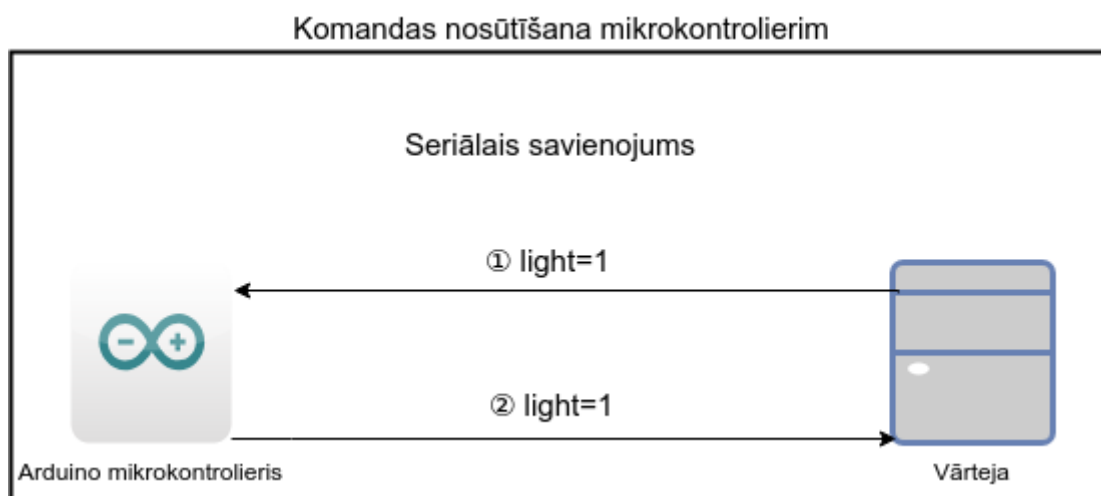 Komandas nosūtīšana mikrokontrolierim
Seriālais savienojums
① light=1
② light=1
Arduino mikrokontrolieris
Vārteja